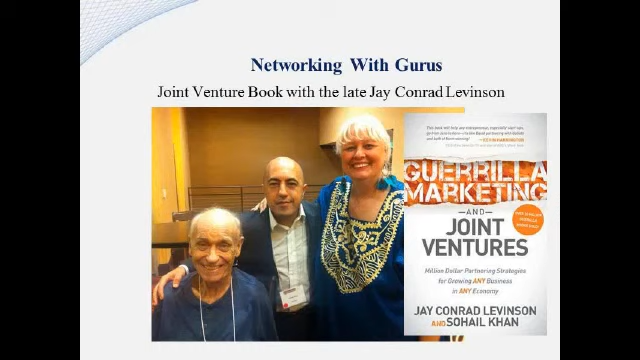 Networking With Gurus
Joint Venture Book with the late Jay Conrad Levinson
GUERRILLA
MARKETING
AND
JOINT
VENTURES
Million Dollar Partnering Strategies
for Growing ANY Business
in ANY Economy
JAY CONRAD LEVINSON
AND SOHAIL KHAN